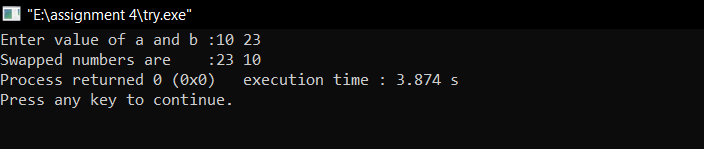 "E:\assignment 4\try.exe"
Enter value of a and b :10 23
Swapped numbers are    :23 10
Process returned 0 (0x0)   execution time : 3.874 s
Press any key to continue.